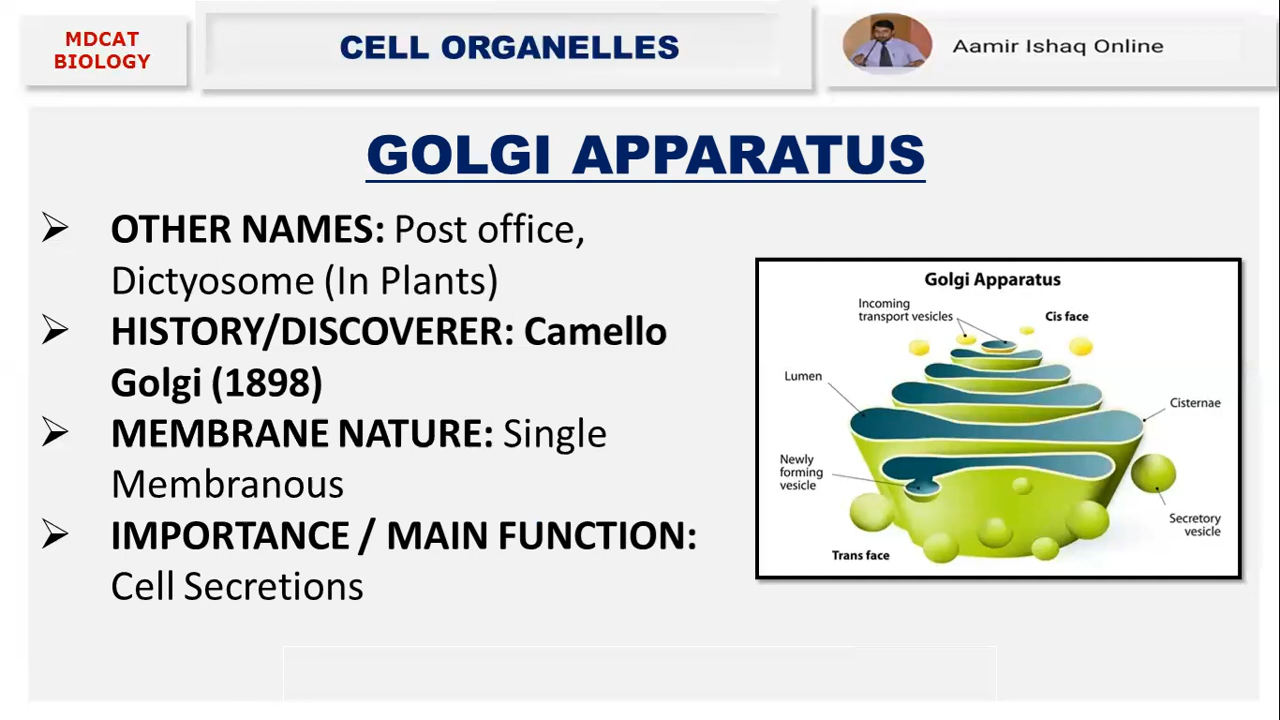 MDCAT
BIOLOGY
CELL ORGANELLES
Aamir Ishaq Online
GOLGI APPARATUS
OTHER NAMES: Post office,
Dictyosome (In Plants)
HISTORY/DISCOVERER: Camello
Golgi (1898)
MEMBRANE NATURE: Single
Membranous
IMPORTANCE / MAIN FUNCTION:
Cell Secretions
Golgi Apparatus
Incoming
transport vesicles
Cis face
Lumen
Cisternae
Newly
forming
vesicle
Secretory
vesicle
Trans face